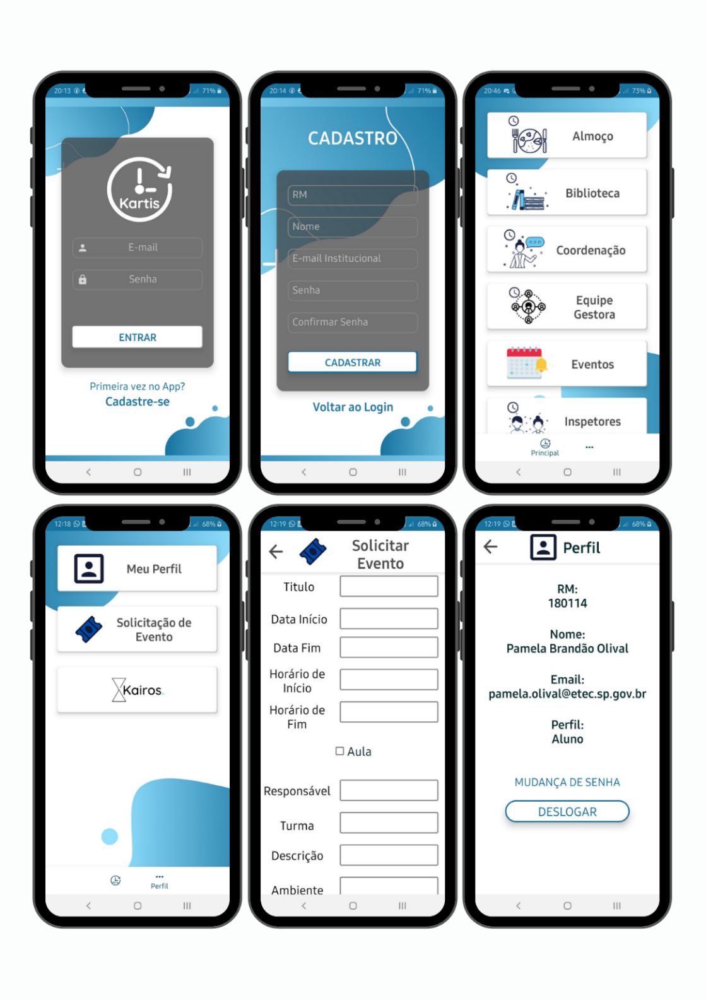 20:13
71%
Kartis
E-mail
Senha
ENTRAR
Primeira vez no App?
Cadastre-se
20:14
71%
CADASTRO
RM
Nome
E-mail Institucional
Senha
Confirmar Senha
CADASTRAR
Voltar ao Login
20:46
73%
Almoço
Biblioteca
Coordenação
Equipe
Gestora
Eventos
Inspetores
Principal
12:18
68%
Meu Perfil
Solicitação de
Evento
Kairos.
Perfil
12:19
68%
Solicitar
Evento
Titulo
Data Início
Data Fim
Horário de
Início
Horário de
Fim
Aula
Responsável
Turma
Descrição
Ambiente
12:19
68%
Perfil
RM:
180114
Nome:
Pamela Brandão Olival
Email:
pamela.olival@etec.sp.gov.br
Perfil:
Aluno
MUDANÇA DE SENHA
DESLOGAR